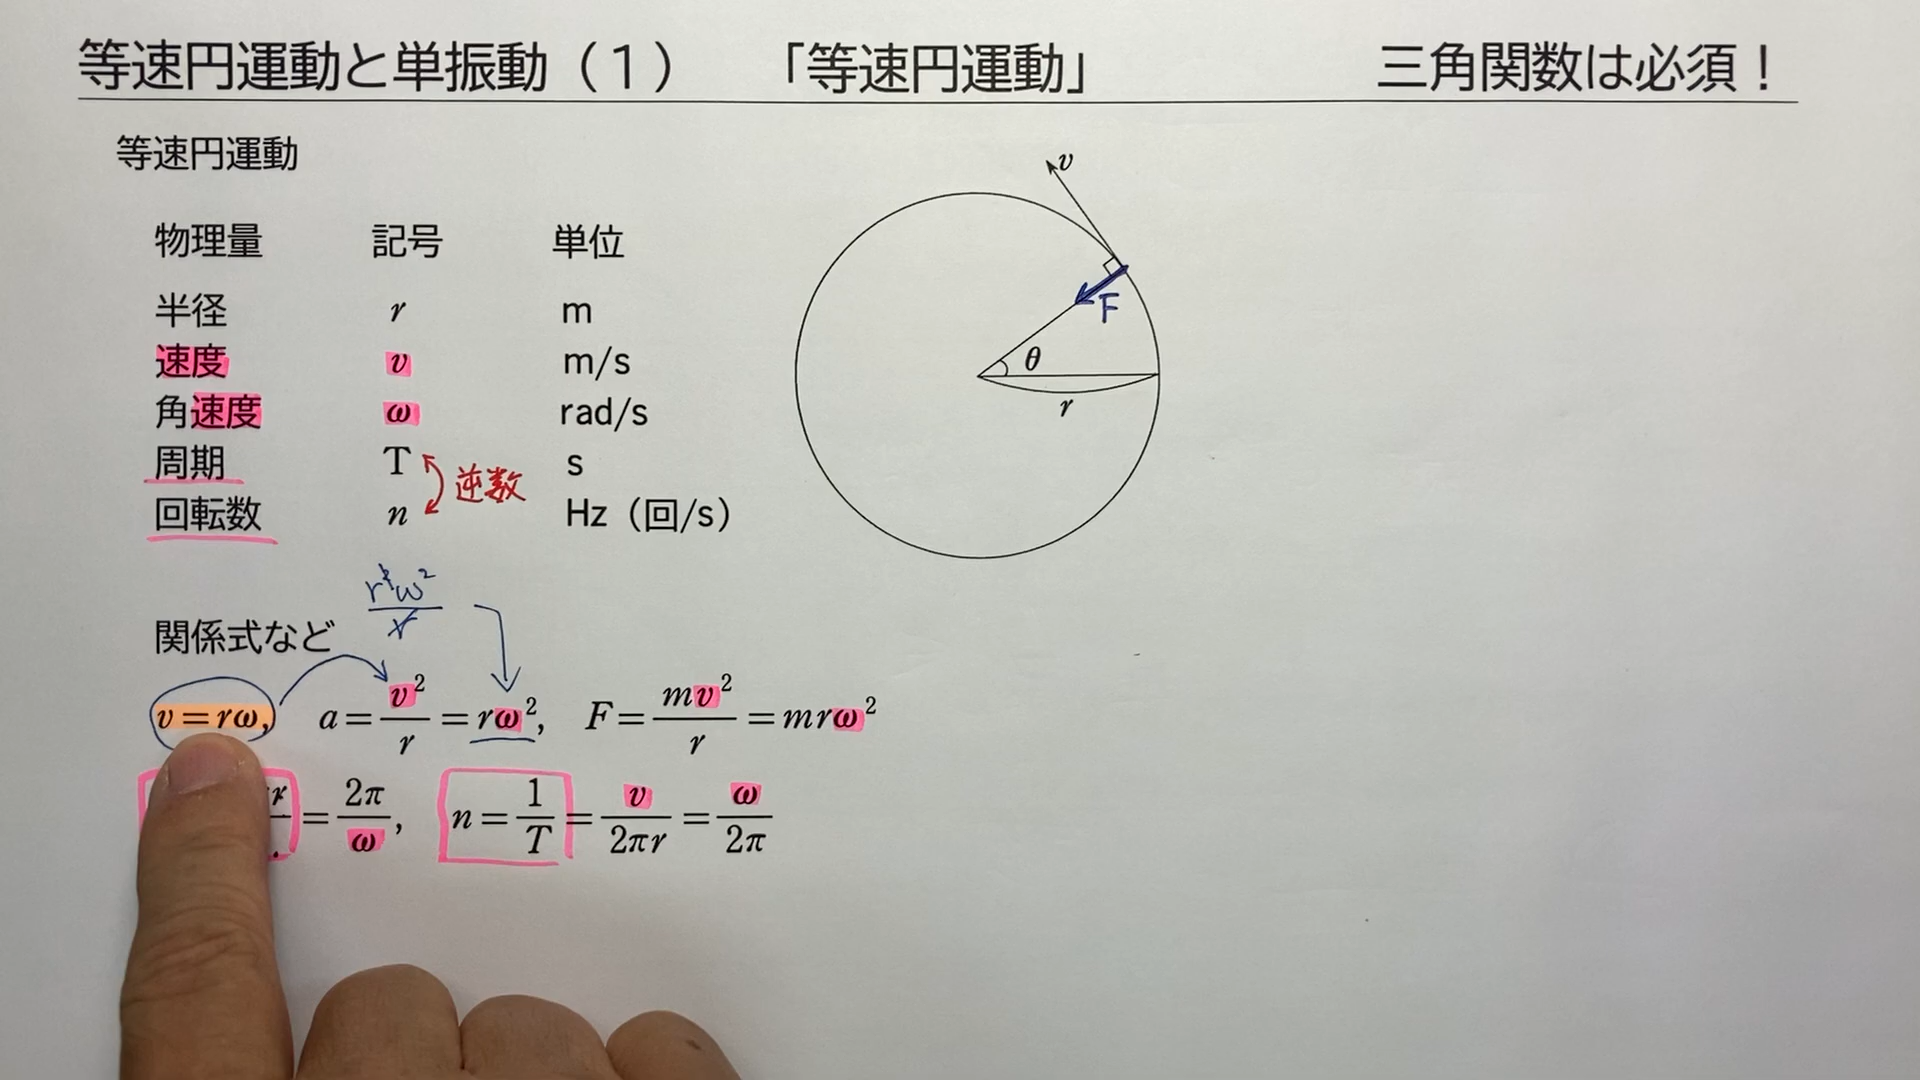 等速円運動と単振動（１） 「等速円運動」 三角関数は必須！
等速円運動
物理量 記号 単位
半径 r m
速度 v m/s
角速度 ω rad/s
周期 T s
逆数
回転数 n Hz（回/s）
r²ω²/r
関係式など
v = rω, a = v²/r = rω², F = mv²/r = mrω²
r = 2π/ω, n = 1/T = v/2πr = ω/2π
v
F
θ
r